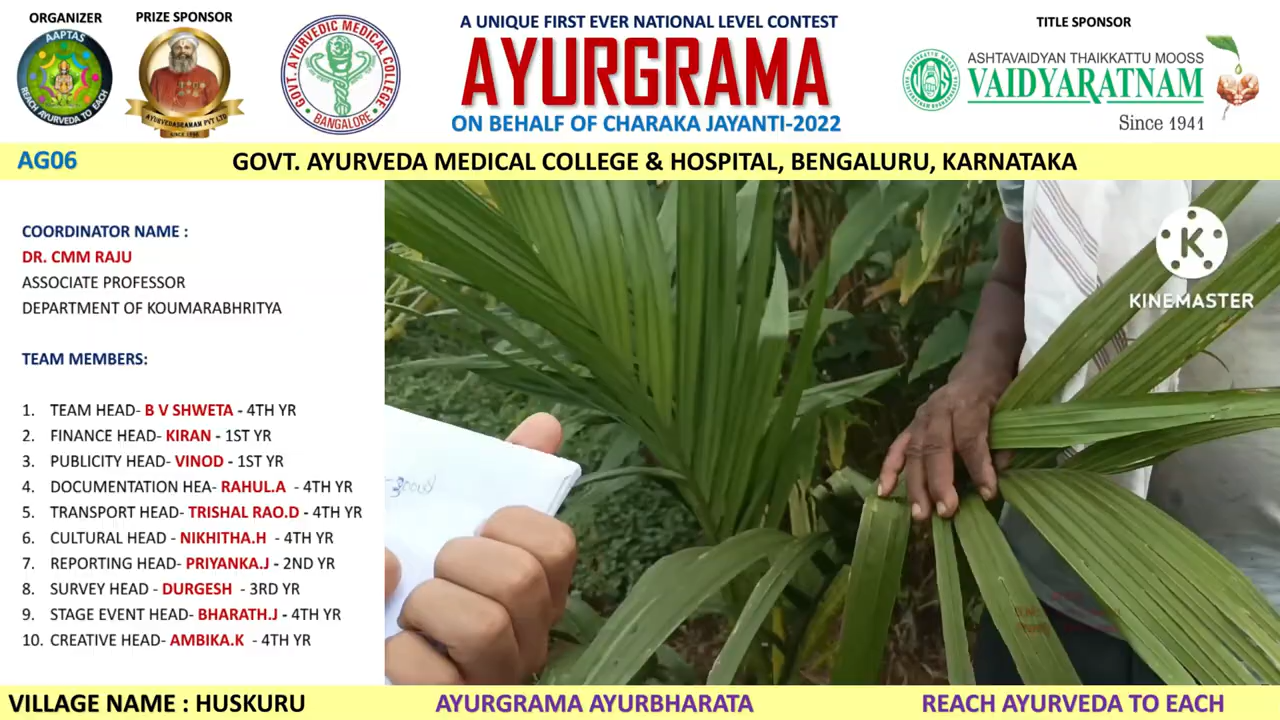 ORGANIZER
AAPTAS
REACH AYURVEDA TO EACH
PRIZE SPONSOR
AYURVEDASHRAMAM PVT LTD
GOVT. AYURVEDIC MEDICAL COLLEGE
BANGALORE
A UNIQUE FIRST EVER NATIONAL LEVEL CONTEST
AYURGRAMA
ON BEHALF OF CHARAKA JAYANTI-2022
TITLE SPONSOR
ASHTAVAIDYAN THAIKKATTU MOOSS
VAIDYARATNAM
Since 1941
AG06
GOVT. AYURVEDA MEDICAL COLLEGE & HOSPITAL, BENGALURU, KARNATAKA
COORDINATOR NAME :
DR. CMM RAJU
ASSOCIATE PROFESSOR
DEPARTMENT OF KOUMARABHRITYA
TEAM MEMBERS:
1. TEAM HEAD- B V SHWETA - 4TH YR
2. FINANCE HEAD- KIRAN - 1ST YR
3. PUBLICITY HEAD- VINOD - 1ST YR
4. DOCUMENTATION HEA- RAHUL.A - 4TH YR
5. TRANSPORT HEAD- TRISHAL RAO.D - 4TH YR
6. CULTURAL HEAD - NIKHITHA.H - 4TH YR
7. REPORTING HEAD- PRIYANKA.J - 2ND YR
8. SURVEY HEAD - DURGESH - 3RD YR
9. STAGE EVENT HEAD- BHARATH.J - 4TH YR
10. CREATIVE HEAD- AMBIKA.K - 4TH YR
K
KINEMASTER
VILLAGE NAME : HUSKURU
AYURGRAMA AYURBHARATA
REACH AYURVEDA TO EACH